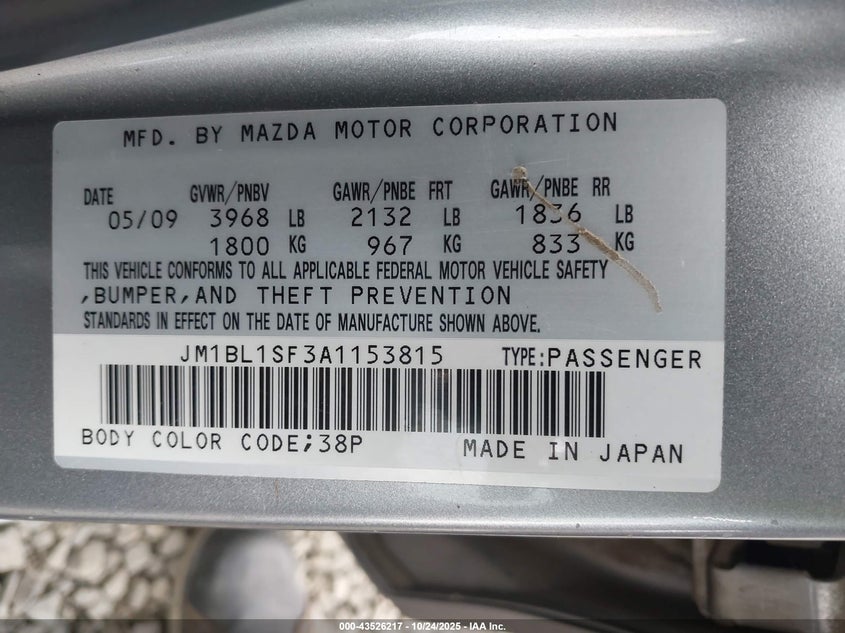 MFD. BY MAZDA MOTOR CORPORATION
DATE GVWR/PNBV GAWR/PNBE FRT GAWR/PNBE RR
05/09 3968 LB 2132 LB 1836 LB
1800 KG 967 KG 833 KG
THIS VEHICLE CONFORMS TO ALL APPLICABLE FEDERAL MOTOR VEHICLE SAFETY
,BUMPER,AND THEFT PREVENTION
STANDARDS IN EFFECT ON THE DATE OF MANUFACTURE SHOWN ABOVE.
JM1BL1SF3A1153815 TYPE:PASSENGER
BODY COLOR CODE;38P MADE IN JAPAN
000-43526217 - 10/24/2025 - IAA Inc.